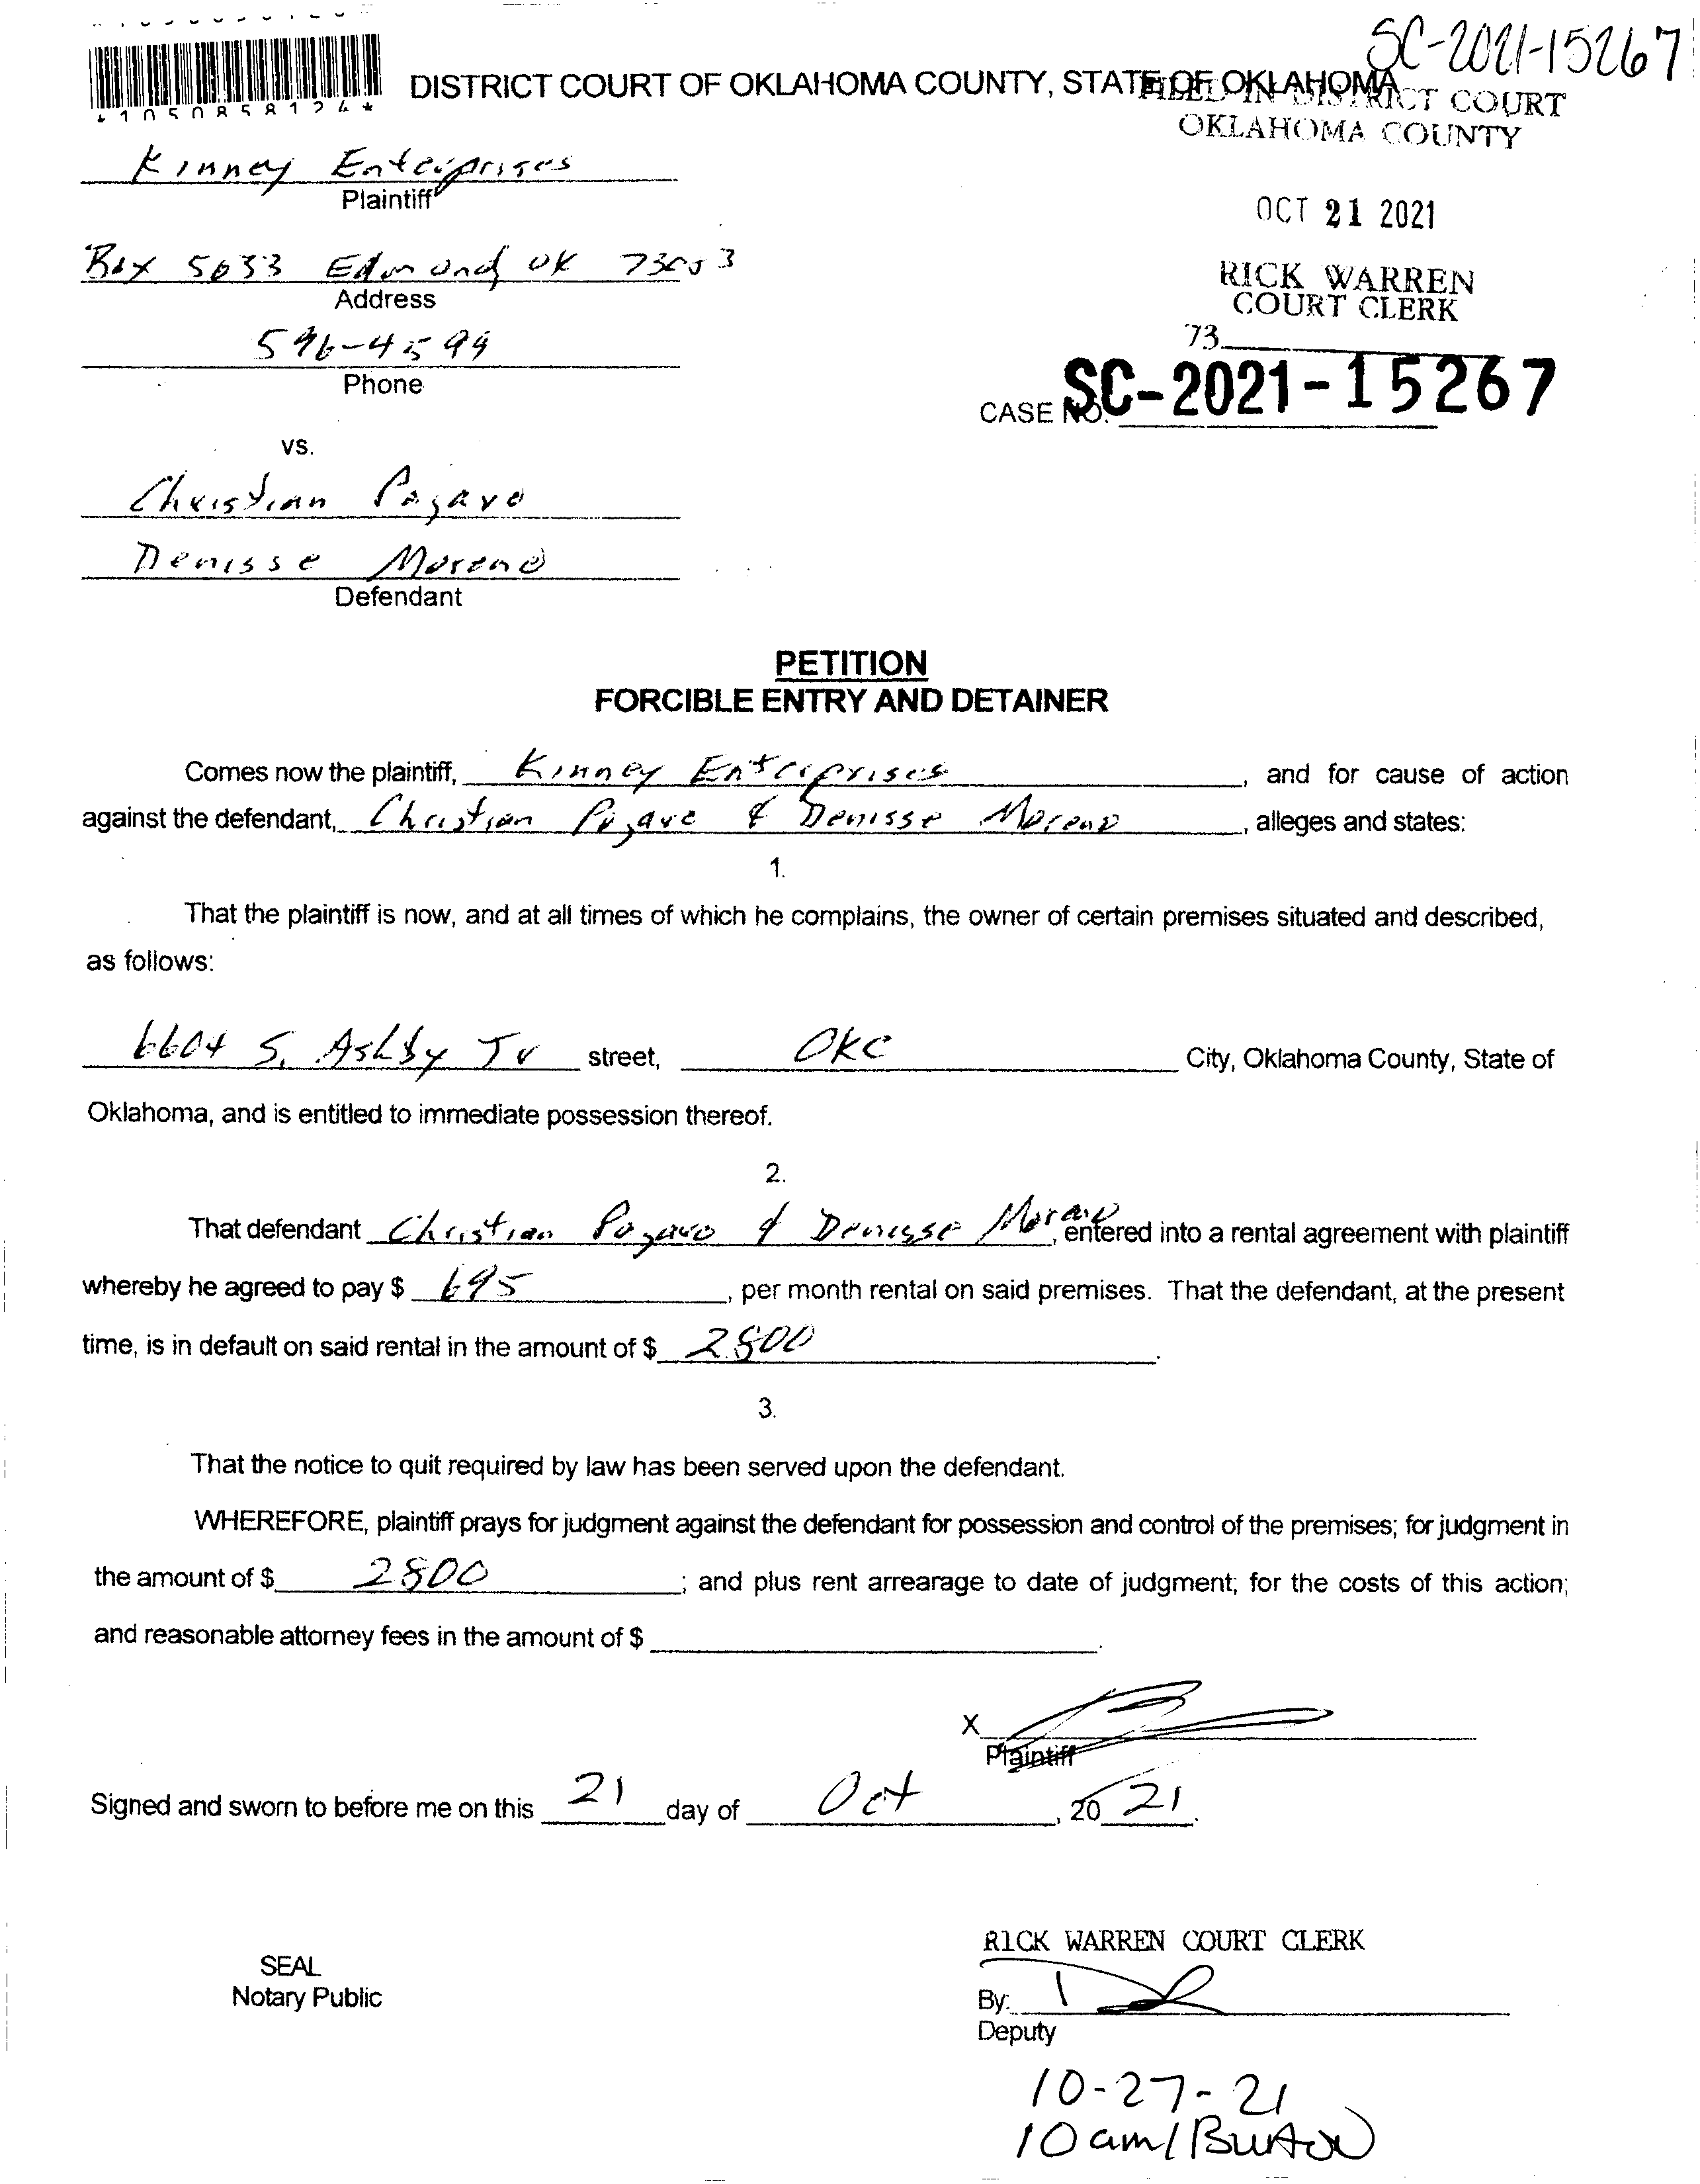 SC-2021-15267
*1050858124*
DISTRICT COURT OF OKLAHOMA COUNTY, STATE OF OKLAHOMA
FILED IN DISTRICT COURT
OKLAHOMA COUNTY
Kinney Enterprises
Plaintiff
OCT 21 2021
Box 5633 Edmond OK 73083
Address
RICK WARREN
COURT CLERK
596-4599
73
Phone
CASE NO. SC-2021-15267
vs.
Christian
Denisse Moreno
Defendant
PETITION
FORCIBLE ENTRY AND DETAINER
Comes now the plaintiff, Kinney Enterprises, and for cause of action
against the defendant, Christian & Denisse Moreno, alleges and states:
1.
That the plaintiff is now, and at all times of which he complains, the owner of certain premises situated and described,
as follows:
6604 S. Ashby Tr street, OKC City, Oklahoma County, State of
Oklahoma, and is entitled to immediate possession thereof.
2.
That defendant Christian & Denisse Moreno, entered into a rental agreement with plaintiff
whereby he agreed to pay $ 695, per month rental on said premises. That the defendant, at the present
time, is in default on said rental in the amount of $ 2800.
3.
That the notice to quit required by law has been served upon the defendant.
WHEREFORE, plaintiff prays for judgment against the defendant for possession and control of the premises; for judgment in
the amount of $ 2800; and plus rent arrearage to date of judgment; for the costs of this action;
and reasonable attorney fees in the amount of $.
X
Plaintiff
Signed and sworn to before me on this 21 day of Oct, 20 21.
RICK WARREN COURT CLERK
SEAL
Notary Public
By:
Deputy
10-27-21
10am/Burton